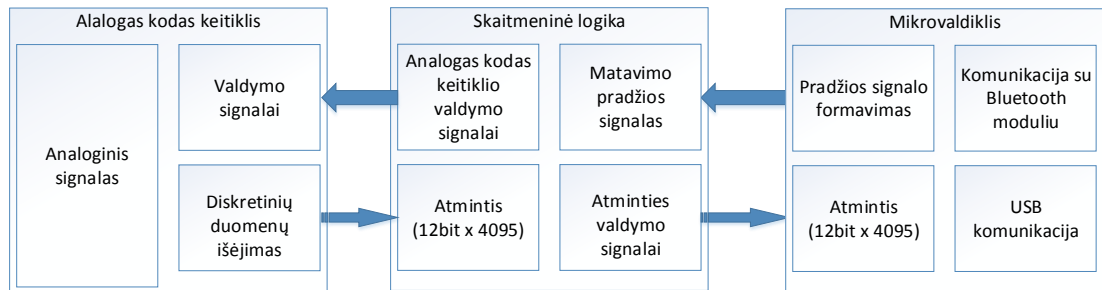 Alalogas kodas keitiklis
Analoginis
signalas
Valdymo
signalai
Diskretinių
duomenų
išėjimas
Skaitmeninė logika
Analogas kodas
keitiklio
valdymo
signalai
Matavimo
pradžios
signalas
Atmintis
(12bit x 4095)
Atminties
valdymo
signalai
Mikrovaldiklis
Pradžios signalo
formavimas
Komunikacija su
Bluetooth
moduliu
Atmintis
(12bit x 4095)
USB
komunikacija